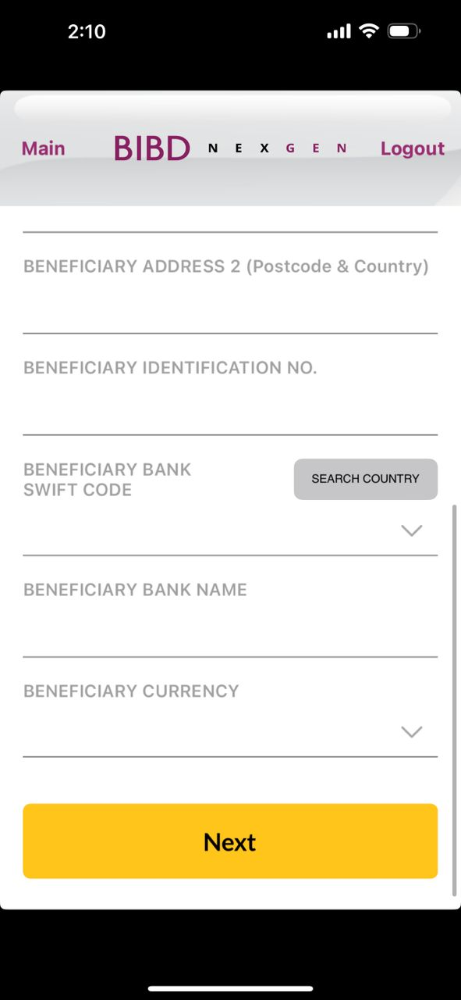 2:10
Main BIBD NEXGEN Logout
BENEFICIARY ADDRESS 2 (Postcode & Country)
BENEFICIARY IDENTIFICATION NO.
BENEFICIARY BANK
SWIFT CODE
SEARCH COUNTRY
BENEFICIARY BANK NAME
BENEFICIARY CURRENCY
Next